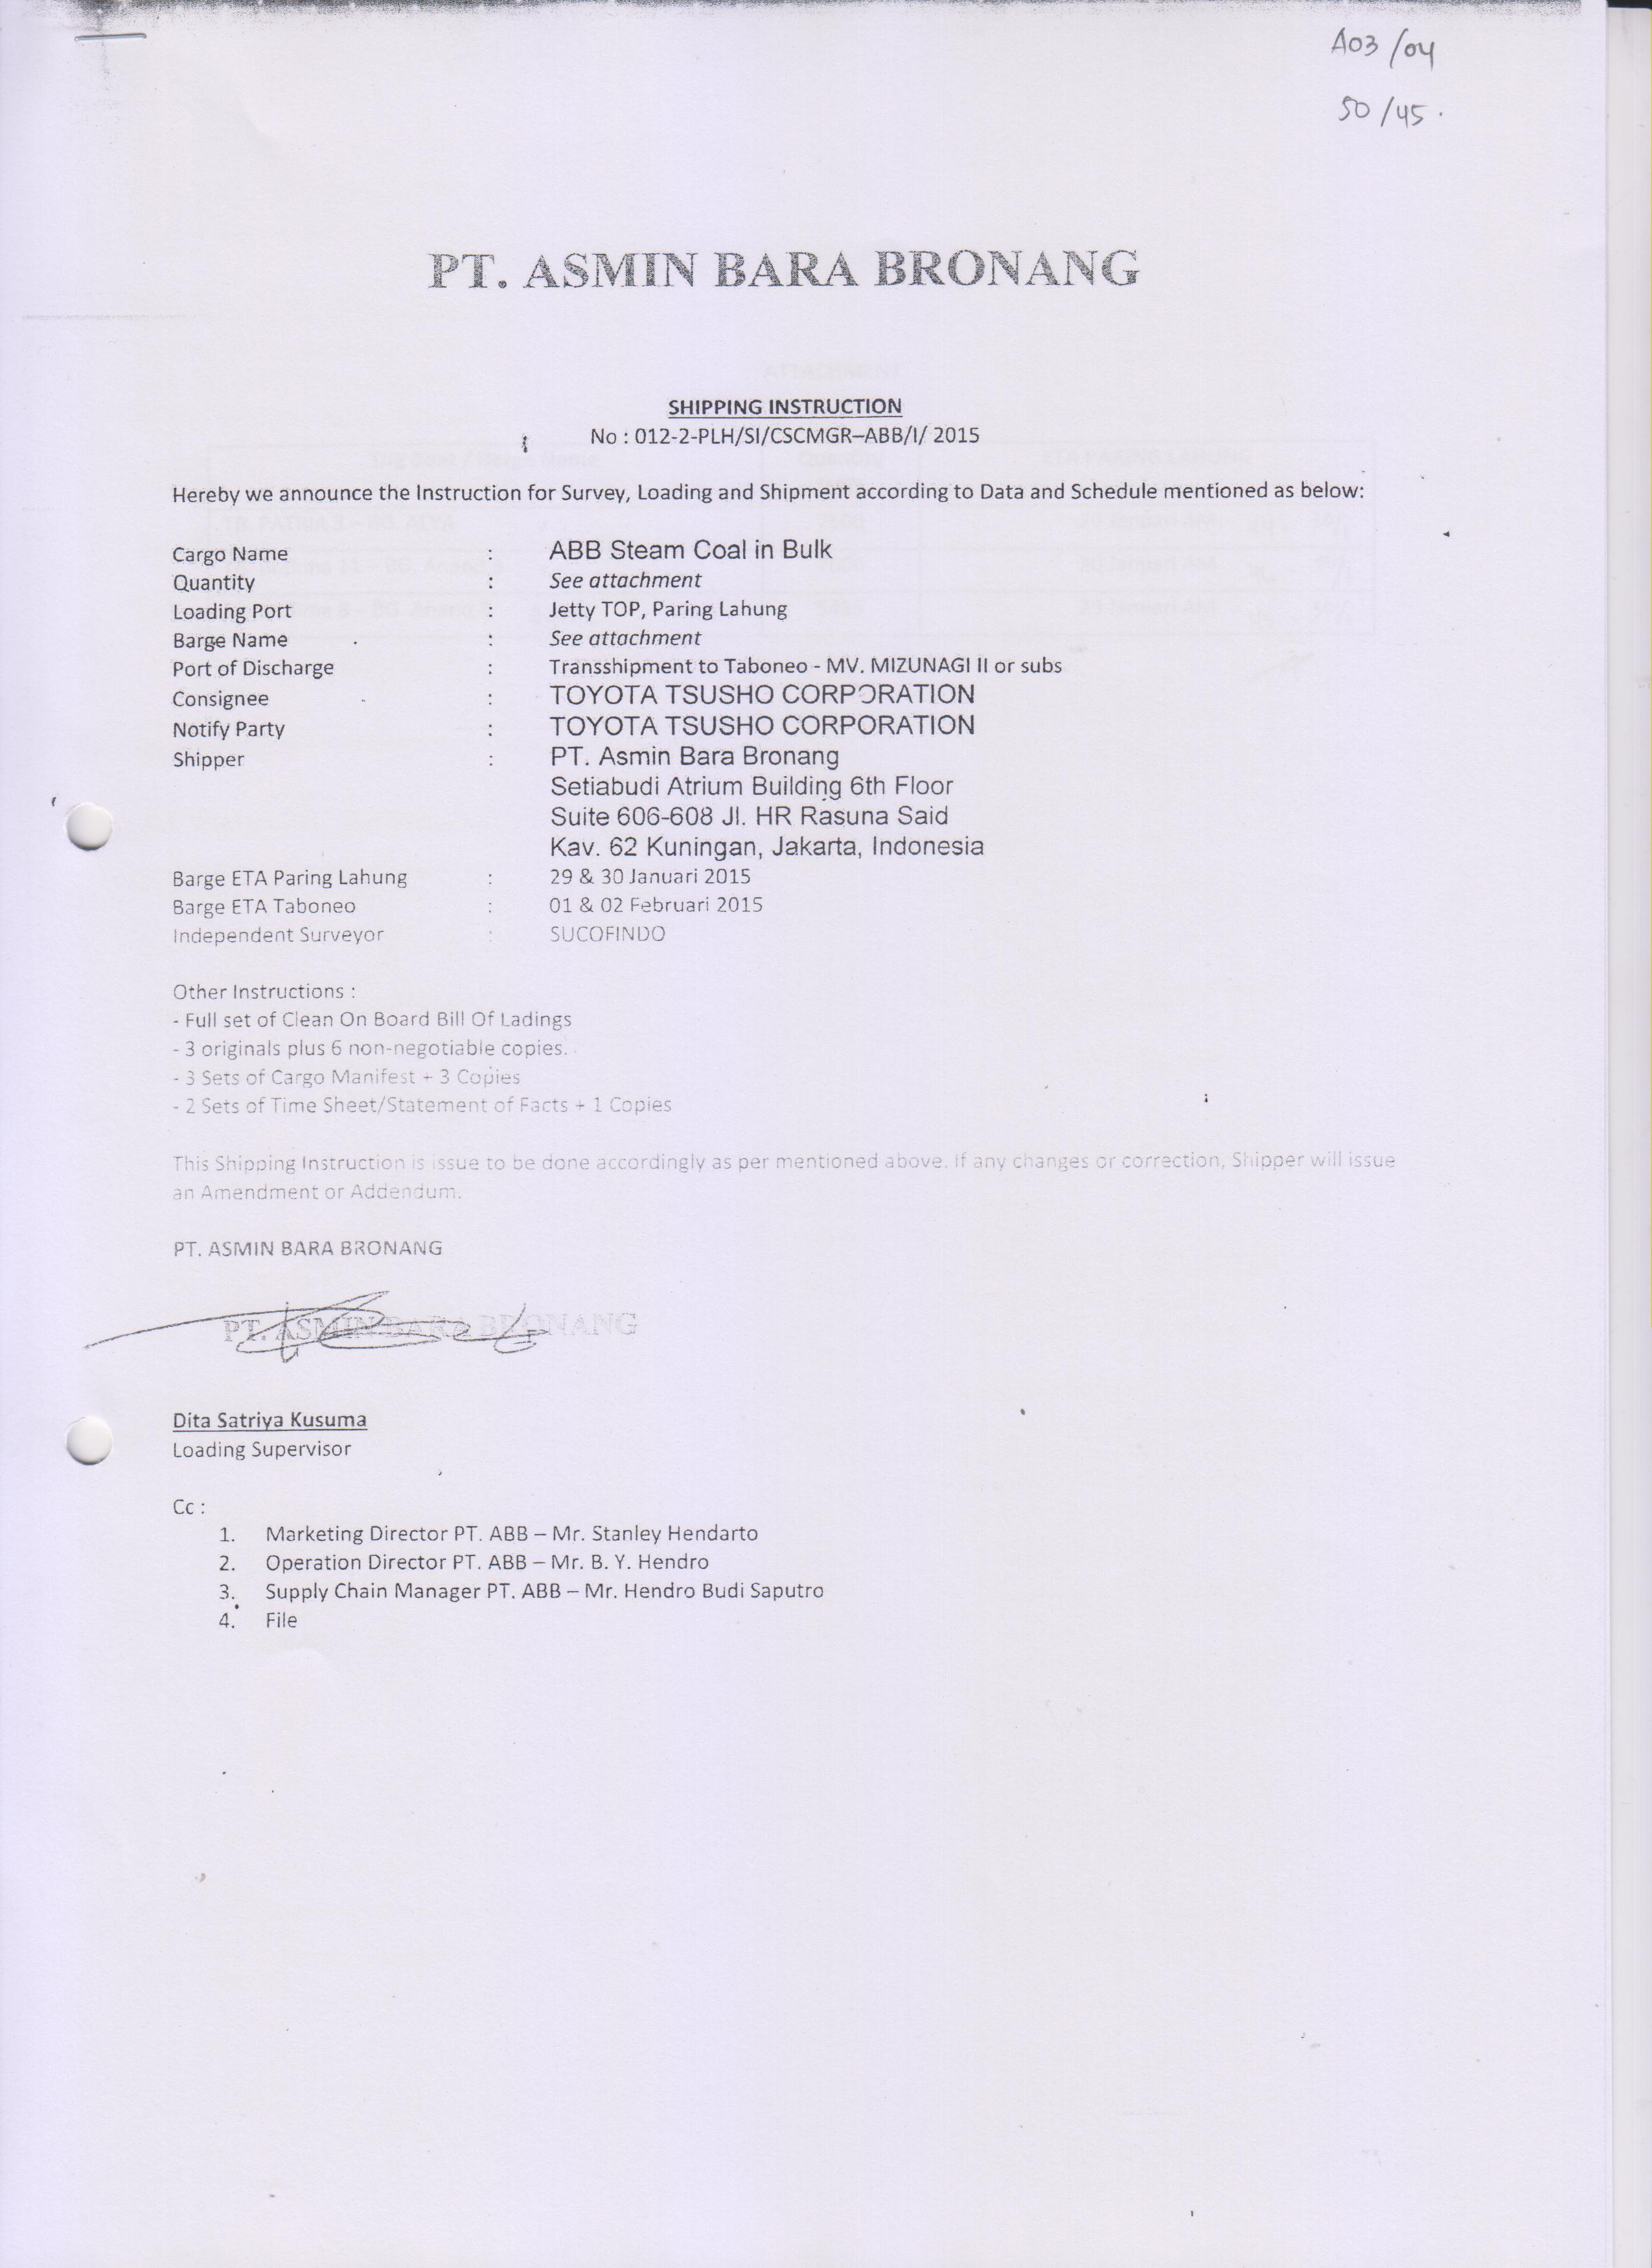 A03 / 04
50 / 45 .
PT. ASMIN BARA BRONANG
ATTACHMENT
SHIPPING INSTRUCTION
No : 012-2-PLH/SI/CSCMGR–ABB/I/ 2015
Hereby we announce the Instruction for Survey, Loading and Shipment according to Data and Schedule mentioned as below:
Cargo Name : ABB Steam Coal in Bulk
Quantity : See attachment
Loading Port : Jetty TOP, Paring Lahung
Barge Name : See attachment
Port of Discharge : Transshipment to Taboneo - MV. MIZUNAGI II or subs
Consignee : TOYOTA TSUSHO CORPORATION
Notify Party : TOYOTA TSUSHO CORPORATION
Shipper : PT. Asmin Bara Bronang
Setiabudi Atrium Building 6th Floor
Suite 606-608 Jl. HR Rasuna Said
Kav. 62 Kuningan, Jakarta, Indonesia
Barge ETA Paring Lahung : 29 & 30 Januari 2015
Barge ETA Taboneo : 01 & 02 Februari 2015
Independent Surveyor : SUCOFINDO
Other Instructions :
- Full set of Clean On Board Bill Of Ladings
- 3 originals plus 6 non-negotiable copies.
- 3 Sets of Cargo Manifest + 3 Copies
- 2 Sets of Time Sheet/Statement of Facts + 1 Copies
This Shipping Instruction is issue to be done accordingly as per mentioned above. If any changes or correction, Shipper will issue
an Amendment or Addendum.
PT. ASMIN BARA BRONANG
PT. ASMIN BARA BRONANG
Dita Satriya Kusuma
Loading Supervisor
Cc :
1. Marketing Director PT. ABB – Mr. Stanley Hendarto
2. Operation Director PT. ABB – Mr. B. Y. Hendro
3. Supply Chain Manager PT. ABB – Mr. Hendro Budi Saputro
4. File